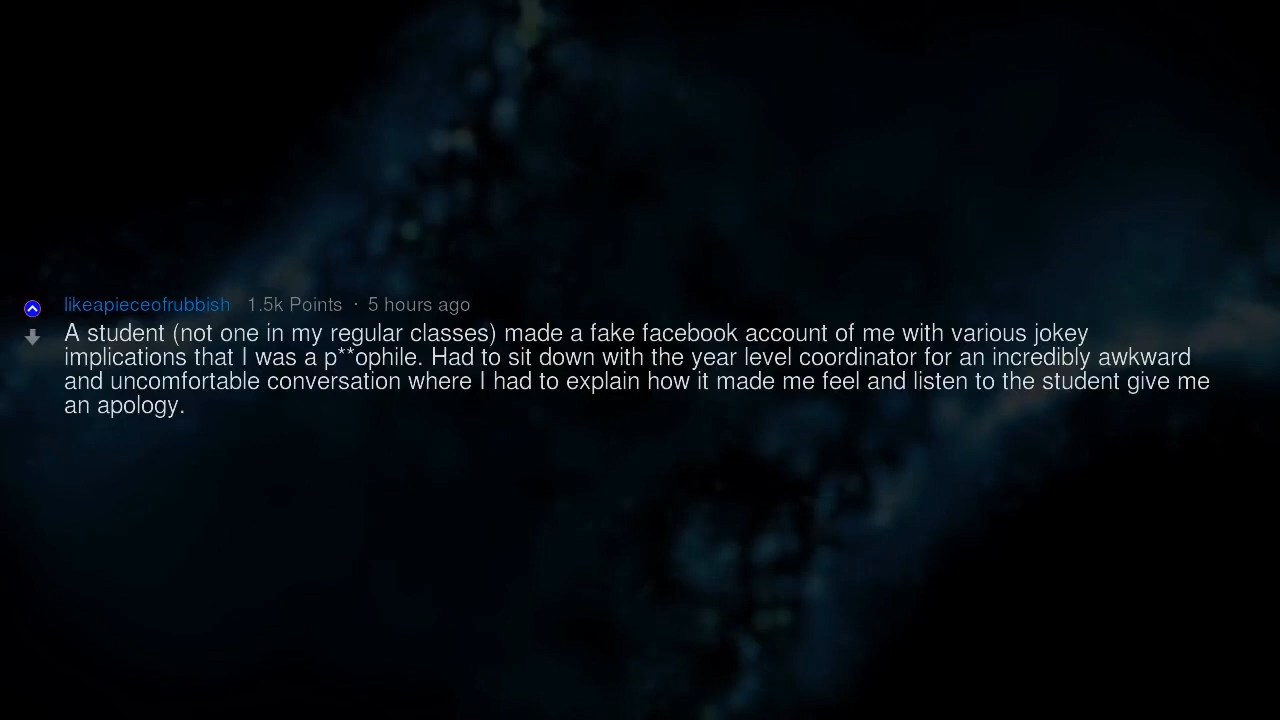 likeapieceofrubbish 1.5k Points · 5 hours ago
A student (not one in my regular classes) made a fake facebook account of me with various jokey
implications that I was a p**ophile. Had to sit down with the year level coordinator for an incredibly awkward
and uncomfortable conversation where I had to explain how it made me feel and listen to the student give me
an apology.